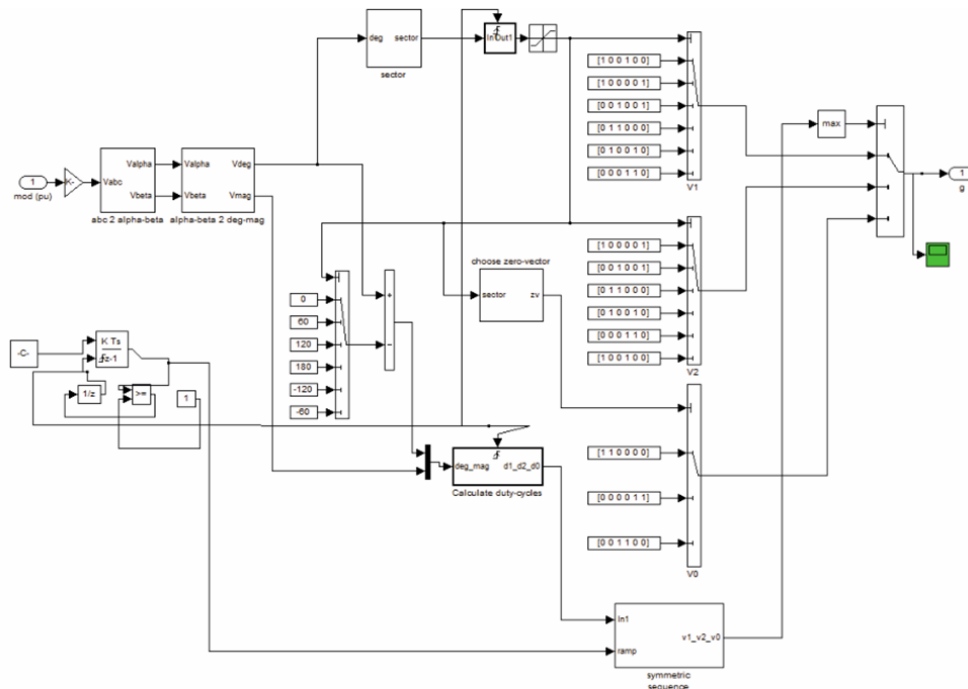 deg
sector
sector
In
Out1
[1 0 0 1 0 0]
[1 0 0 0 0 1]
[0 0 1 0 0 1]
[0 1 1 0 0 0]
[0 1 0 0 1 0]
[0 0 0 1 1 0]
V1
max
1
mod (pu)
K-
Vabc
Valpha
Vbeta
abc 2 alpha-beta
Valpha
Vbeta
Vdeg
Vmag
alpha-beta 2 deg-mag
1
g
choose zero-vector
sector
zv
[1 0 0 0 0 1]
[0 0 1 0 0 1]
[0 1 1 0 0 0]
[0 1 0 0 1 0]
[0 0 0 1 1 0]
[1 0 0 1 0 0]
V2
0
60
120
180
-120
-60
+
−
-C-
K Ts
z-1
1/z
>=
1
deg_mag
d1_d2_d0
Calculate duty-cycles
[1 1 0 0 0 0]
[0 0 0 0 1 1]
[0 0 1 1 0 0]
V0
In1
ramp
v1_v2_v0
symmetric
sequence